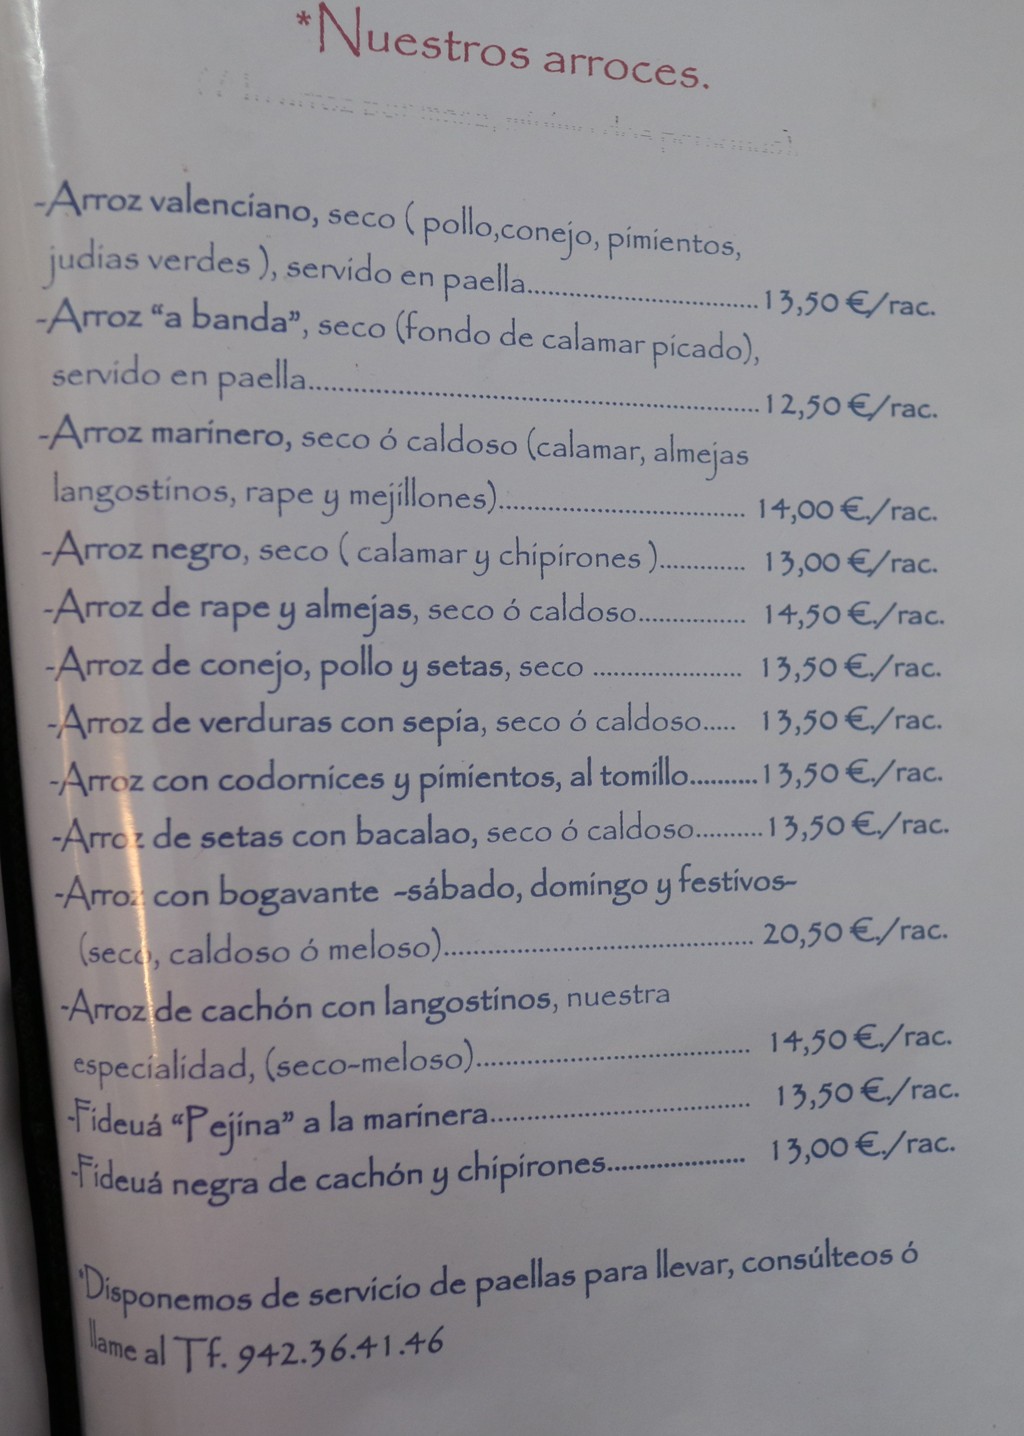 *Nuestros arroces.
-Arroz valenciano, seco ( pollo,conejo, pimientos,
judias verdes ), servido en paella............................13,50 €/rac.
-Arroz “a banda”, seco (fondo de calamar picado),
servido en paella.......................................................12,50 €/rac.
-Arroz marinero, seco ó caldoso (calamar, almejas
langostinos, rape y mejillones).............................. 14,00 €./rac.
-Arroz negro, seco ( calamar y chipirones )............. 13,00 €/rac.
-Arroz de rape y almejas, seco ó caldoso................ 14,50 €./rac.
-Arroz de conejo, pollo y setas, seco ...................... 13,50 €./rac.
-Arroz de verduras con sepia, seco ó caldoso..... 13,50 €./rac.
-Arroz con codornices y pimientos, al tomillo..........13,50 €./rac.
-Arroz de setas con bacalao, seco ó caldoso..........13,50 €./rac.
-Arroz con bogavante -sábado, domingo y festivos-
(seco, caldoso ó meloso)....................................... 20,50 €./rac.
-Arroz de cachón con langostinos, nuestra
especialidad, (seco-meloso).................................. 14,50 €./rac.
-Fideuá “Pejina” a la marinera................................ 13,50 €./rac.
-Fideuá negra de cachón y chipirones................... 13,00 €./rac.
*Disponemos de servicio de paellas para llevar, consúlteos ó
llame al Tf. 942.36.41.46